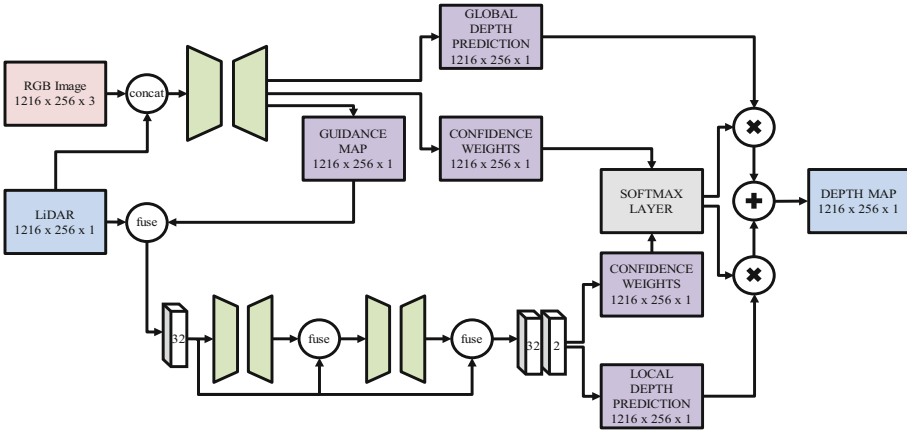 GLOBAL
DEPTH
PREDICTION
1216 x 256 x 1
RGB Image
1216 x 256 x 3
concat
GUIDANCE
MAP
1216 x 256 x 1
CONFIDENCE
WEIGHTS
1216 x 256 x 1
LiDAR
1216 x 256 x 1
fuse
SOFTMAX
LAYER
DEPTH MAP
1216 x 256 x 1
CONFIDENCE
WEIGHTS
1216 x 256 x 1
32
fuse
fuse
32
2
LOCAL
DEPTH
PREDICTION
1216 x 256 x 1